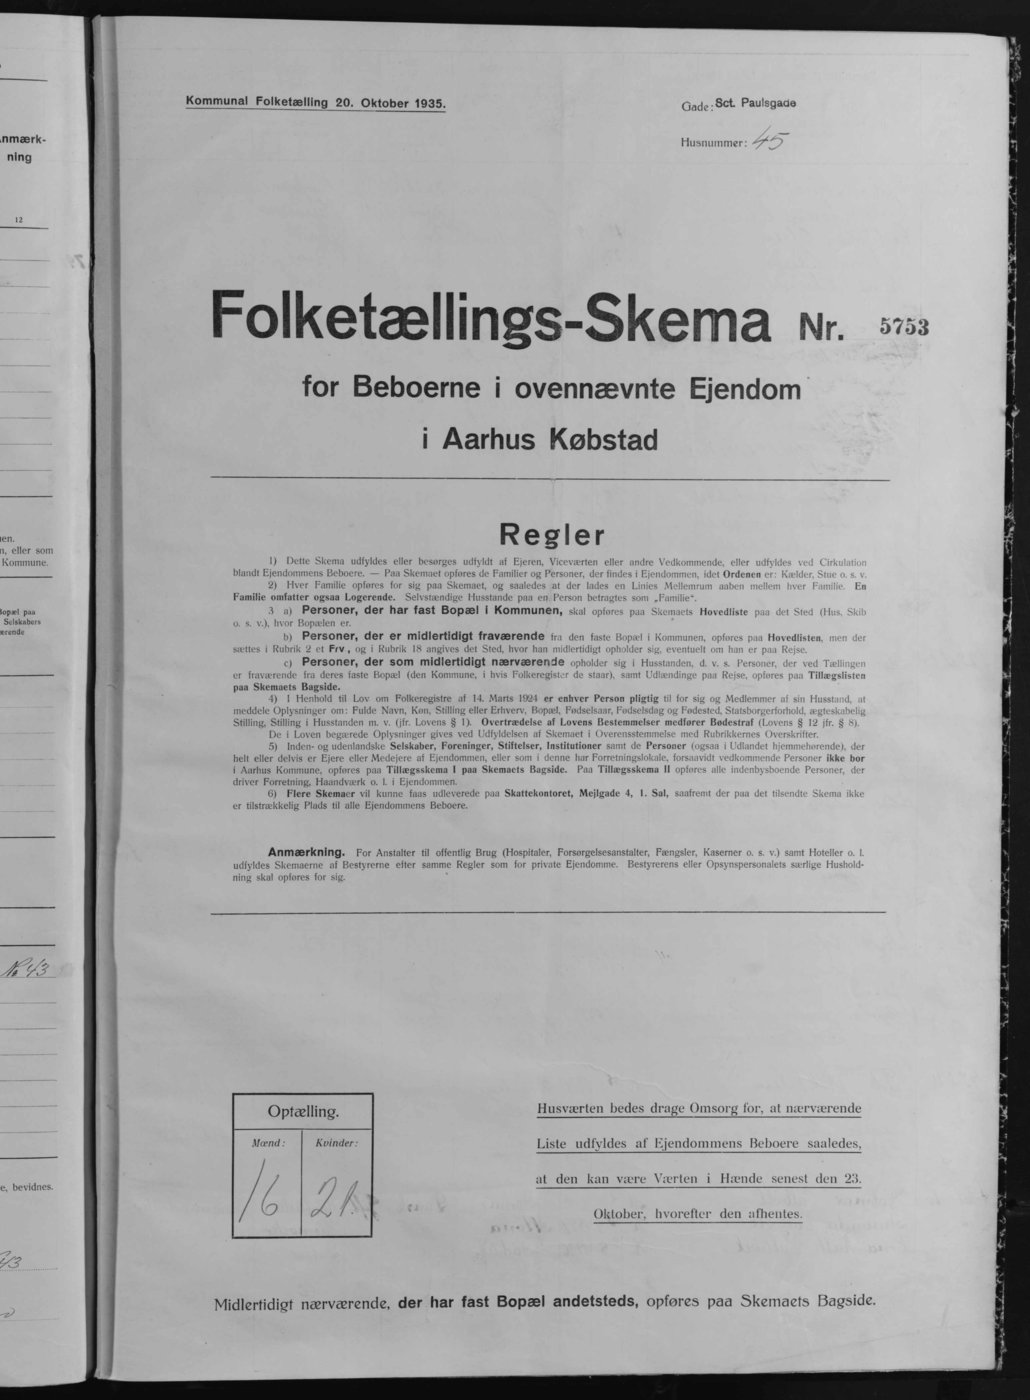 nmærk-
ning
12
n, eller som
Kommune.
Bopæl paa
Selskabers
No 43
e, bevidnes.
43
Kommunal Folketælling 20. Oktober 1935.
Gade: Sct. Paulsgade
Husnummer: 45
Folketællings-Skema Nr. 5753
for Beboerne i ovennævnte Ejendom
i Aarhus Købstad
Regler
1) Dette Skema udfyldes eller besørges udfyldt af Ejeren, Viceværten eller andre Vedkommende, eller udfyldes ved Cirkulation
blandt Ejendommens Beboere. — Paa Skemaet opføres de Familier og Personer, der findes i Ejendommen, idet Ordenen er: Kælder, Stue o. s. v.
2) Hver Familie opføres for sig paa Skemaet, og saaledes at der lades en Linies Mellemrum aaben mellem hver Familie. En
Familie omfatter ogsaa Logerende. Selvstændige Husstande paa en Person betragtes som „Familie“.
3 a) Personer, der har fast Bopæl i Kommunen, skal opføres paa Skemaets Hovedliste paa det Sted (Hus, Skib
o. s. v.), hvor Bopælen er.
b) Personer, der er midlertidigt fraværende fra den faste Bopæl i Kommunen, opføres paa Hovedlisten, men der
sættes i Rubrik 2 et Frv., og i Rubrik 18 angives det Sted, hvor han midlertidigt opholder sig, eventuelt om han er paa Rejse.
c) Personer, der som midlertidigt nærværende opholder sig i Husstanden, d. v. s. Personer, der ved Tællingen
er fraværende fra deres faste Bopæl (den Kommune, i hvis Folkeregister de staar), samt Udlændinge paa Rejse, opføres paa Tillægslisten
paa Skemaets Bagside.
4) I Henhold til Lov om Folkeregistre af 14. Marts 1924 er enhver Person pligtig til for sig og Medlemmer af sin Husstand, at
meddele Oplysninger om: Fulde Navn, Køn, Stilling eller Erhverv, Bopæl, Fødselsaar, Fødselsdag og Fødested, Statsborgerforhold, ægteskabelig
Stilling, Stilling i Husstanden m. v. (jfr. Lovens § 1). Overtrædelse af Lovens Bestemmelser medfører Bødestraf (Lovens § 12 jfr. § 8).
De i Loven begærede Oplysninger gives ved Udfyldelsen af Skemaet i Overensstemmelse med Rubrikkernes Overskrifter.
5) Inden- og udenlandske Selskaber, Foreninger, Stiftelser, Institutioner samt de Personer (ogsaa i Udlandet hjemmehørende), der
helt eller delvis er Ejere eller Medejere af Ejendommen, eller som i denne har Forretningslokale, forsaavidt vedkommende Personer ikke bor
i Aarhus Kommune, opføres paa Tillægsskema I paa Skemaets Bagside. Paa Tillægsskema II opføres alle indenbysboende Personer, der
driver Forretning, Haandværk o. l. i Ejendommen.
6) Flere Skemaer vil kunne faas udleverede paa Skattekontoret, Mejlgade 4, 1. Sal, saafremt der paa det tilsendte Skema ikke
er tilstrækkelig Plads til alle Ejendommens Beboere.
Anmærkning. For Anstalter til offentlig Brug (Hospitaler, Forsørgelsesanstalter, Fængsler, Kaserner o. s. v.) samt Hoteller o. l.
udfyldes Skemaerne af Bestyrerne efter samme Regler som for private Ejendomme. Bestyrerens eller Opsynspersonalets særlige Hushold-
ning skal opføres for sig.
Optælling.
Mænd: Kvinder:
16 21.
Husværten bedes drage Omsorg for, at nærværende
Liste udfyldes af Ejendommens Beboere saaledes,
at den kan være Værten i Hænde senest den 23.
Oktober, hvorefter den afhentes.
Midlertidigt nærværende, der har fast Bopæl andetsteds, opføres paa Skemaets Bagside.